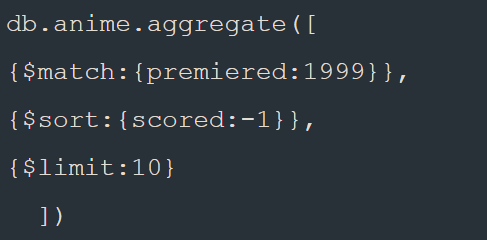 db.anime.aggregate([
{$match:{premiered:1999}},
{$sort:{scored:-1}},
{$limit:10}
])